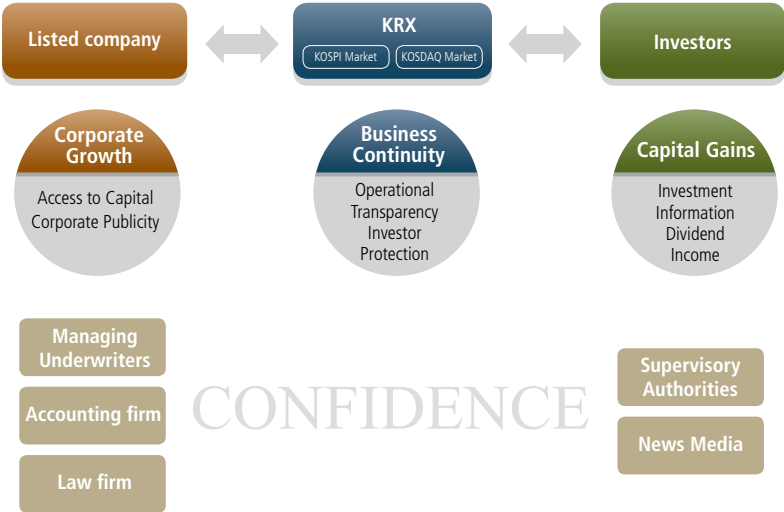 Listed company
KRX
KOSPI Market
KOSDAQ Market
Investors
Corporate
Growth
Access to Capital
Corporate Publicity
Business
Continuity
Operational
Transparency
Investor
Protection
Capital Gains
Investment
Information
Dividend
Income
Managing
Underwriters
Accounting firm
Law firm
CONFIDENCE
Supervisory
Authorities
News Media